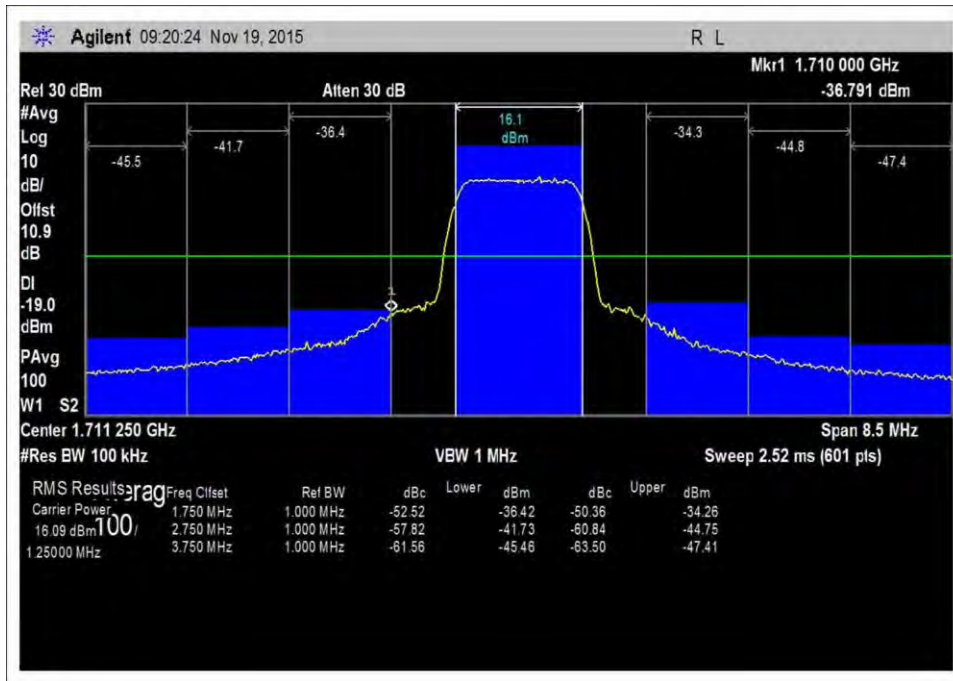 Agilent 09:20:24 Nov 19, 2015 R L
Mkr1 1.710 000 GHz
Rel 30 dBm Atten 30 dB -36.791 dBm
#Avg
Log
10
dB/
Offst
10.9
dB
DI
-19.0
dBm
PAvg
100
W1 S2
-45.5 -41.7 -36.4 16.1 dBm -34.3 -44.8 -47.4
1
Center 1.711 250 GHz Span 8.5 MHz
#Res BW 100 kHz VBW 1 MHz Sweep 2.52 ms (601 pts)
RMS Results Freq Clfset Ref BW dBc Lower dBm dBc Upper dBm
Carrier Power 1.750 MHz 1.000 MHz -52.52 -36.42 -50.36 -34.26
16.09 dBm 100/ 2.750 MHz 1.000 MHz -57.82 -41.73 -60.84 -44.75
1.25000 MHz 3.750 MHz 1.000 MHz -61.56 -45.46 -63.50 -47.41